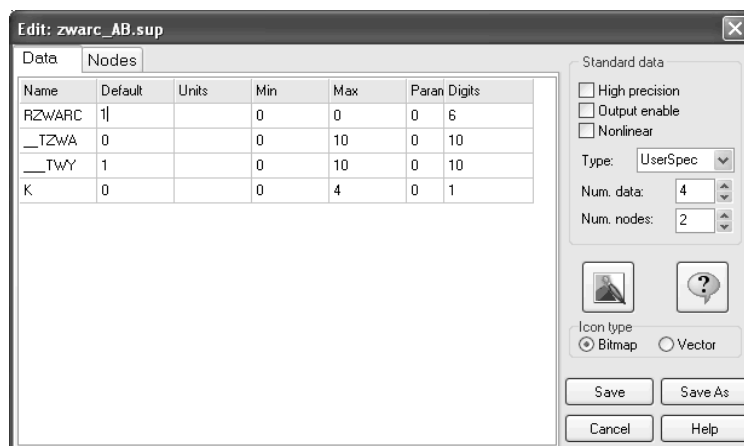 Edit: zwarc_AB.sup
Data Nodes
Name Default Units Min Max Param Digits
RZWARC 1 0 0 0 6
__TZWA 0 0 10 0 10
___TWY 1 0 10 0 10
K 0 0 4 0 1
Standard data
High precision
Output enable
Nonlinear
Type: UserSpec
Num. data: 4
Num. nodes: 2
?
Icon type
Bitmap Vector
Save Save As
Cancel Help